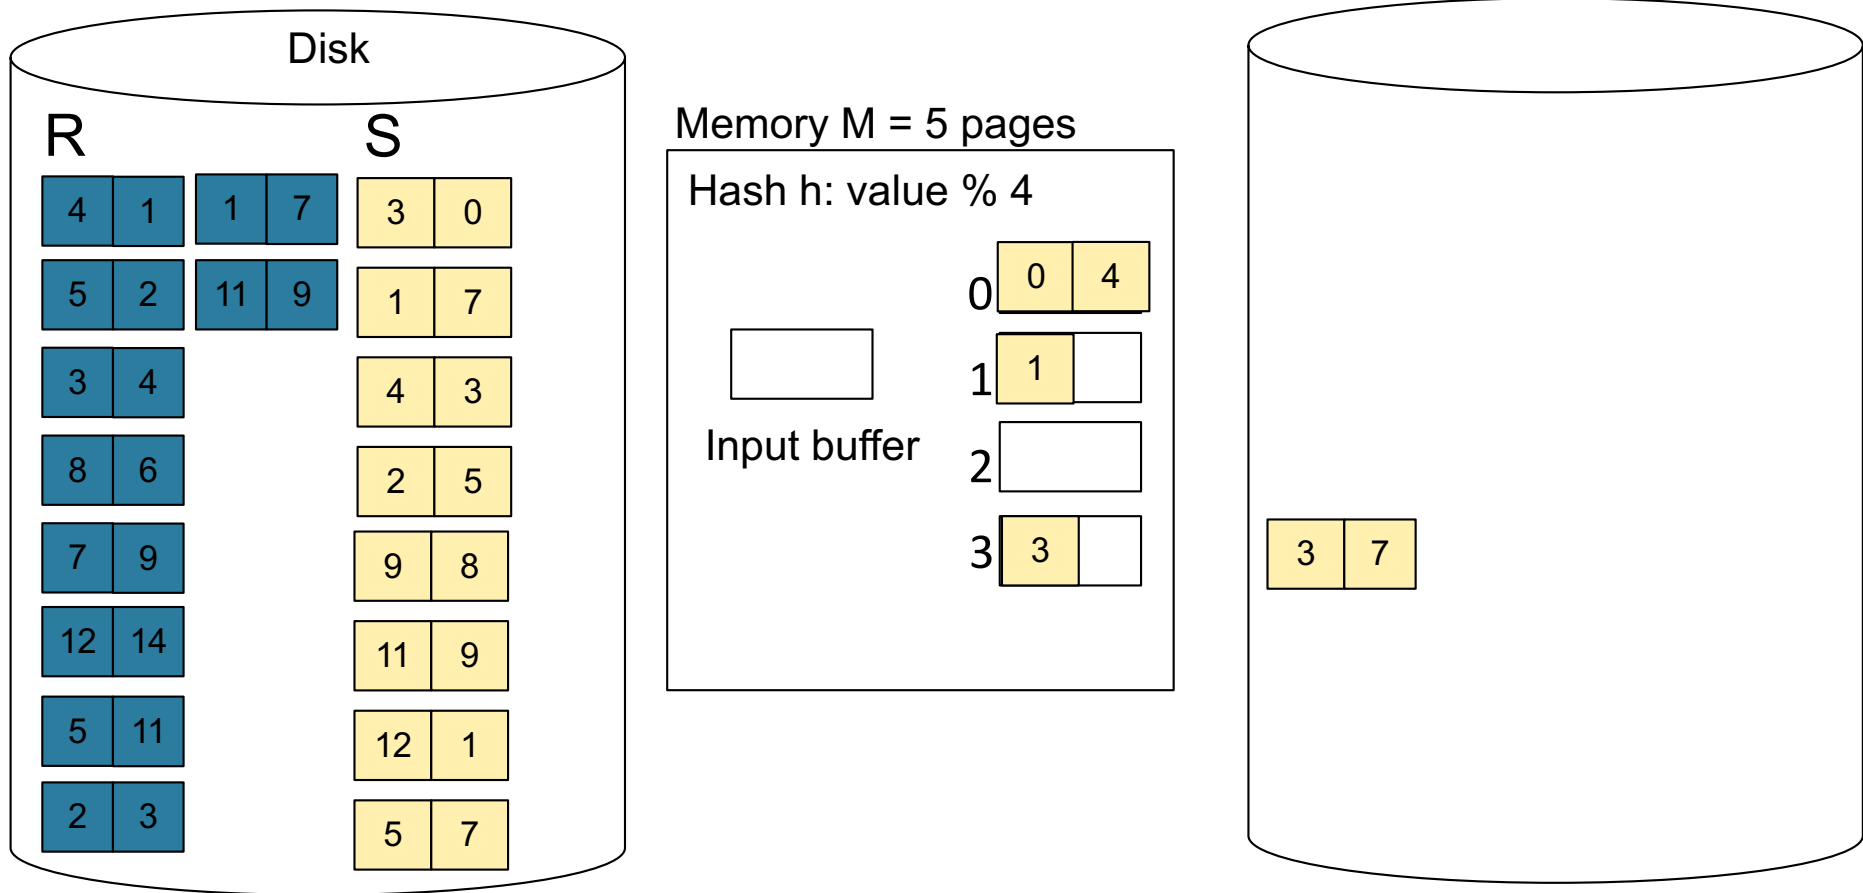 Disk
R S
4 1 1 7 3 0
5 2 11 9 1 7
3 4 4 3
8 6 2 5
7 9 9 8
12 14 11 9
5 11 12 1
2 3 5 7
Memory M = 5 pages
Hash h: value % 4
0 0 4
1 1
Input buffer
2
3 3
3 7